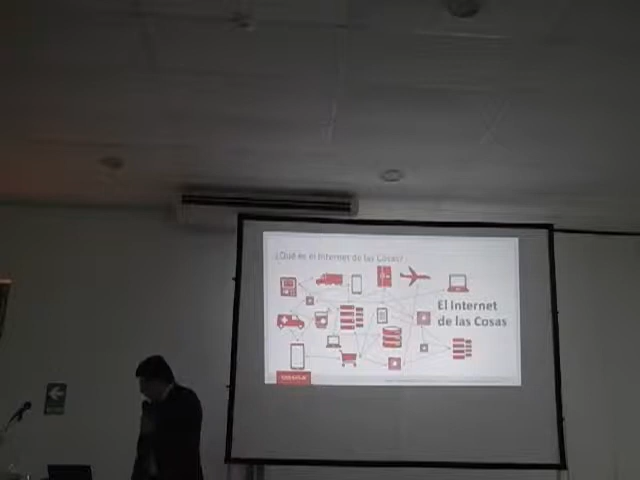 ¿Qué es el Internet de las Cosas?
El Internet
de las Cosas